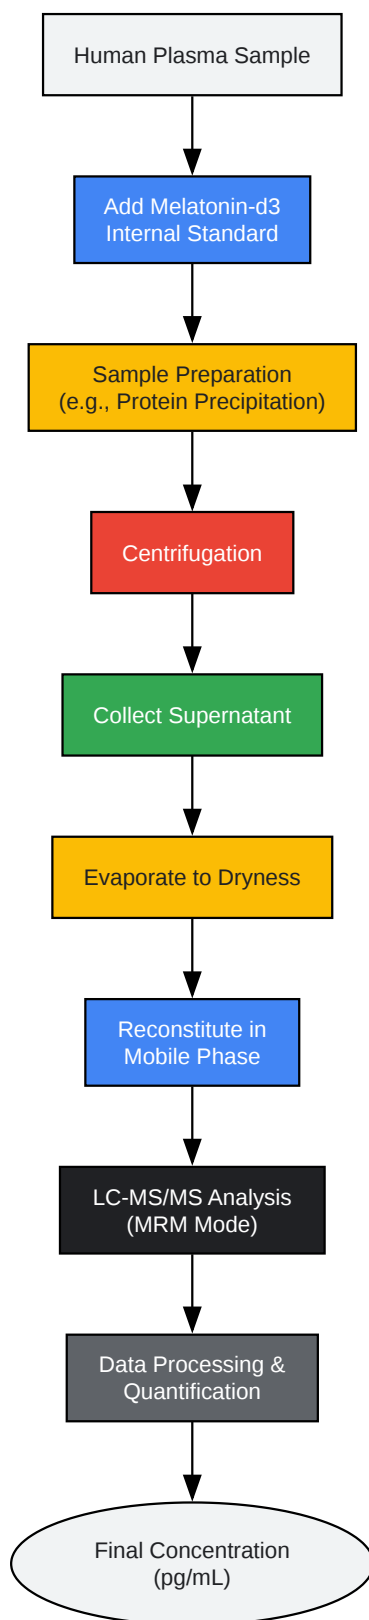 Human Plasma Sample
Add Melatonin-d3
Internal Standard
Sample Preparation
(e.g., Protein Precipitation)
Centrifugation
Collect Supernatant
Evaporate to Dryness
Reconstitute in
Mobile Phase
LC-MS/MS Analysis
(MRM Mode)
Data Processing &
Quantification
Final Concentration
(pg/mL)